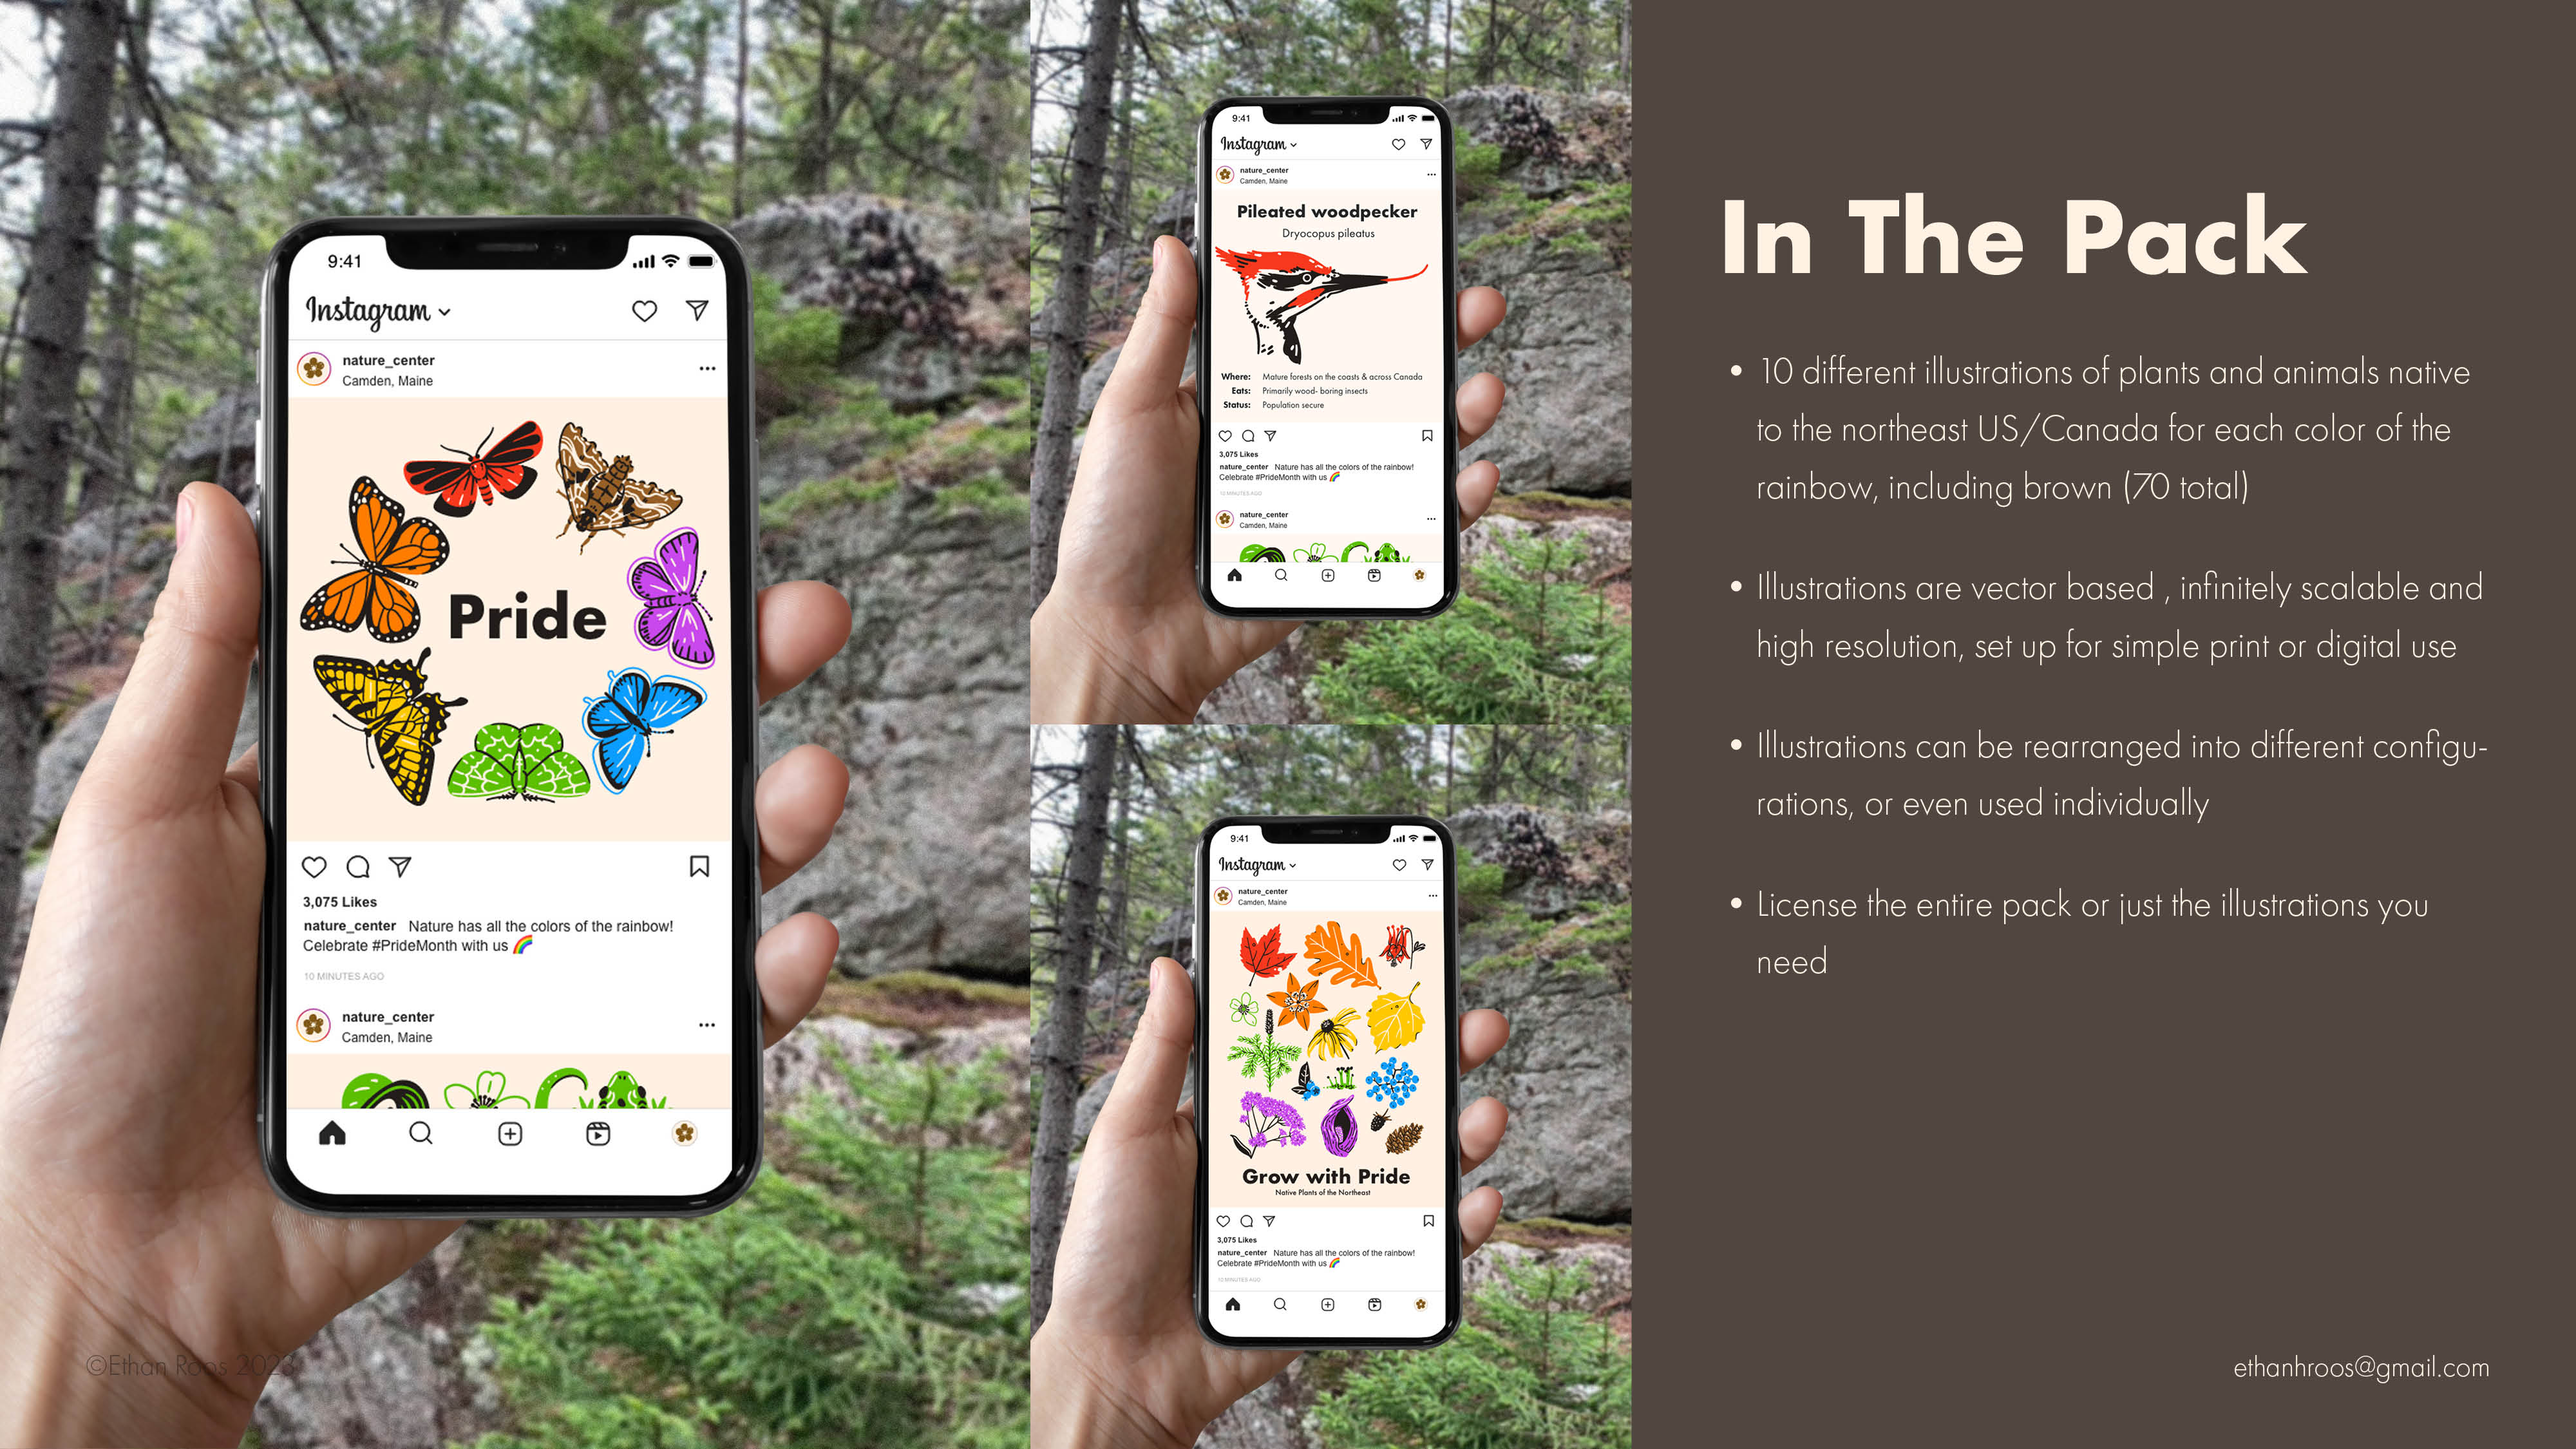 9:41
Instagram
nature_center
Camden, Maine
Pride
3,075 Likes
nature_center Nature has all the colors of the rainbow!
Celebrate #PrideMonth with us 🌈
10 MINUTES AGO
nature_center
Camden, Maine
©Ethan Roos 2023
9:41
Instagram
nature_center
Camden, Maine
Pileated woodpecker
Dryocopus pileatus
Where: Mature forests on the coasts & across Canada
Eats: Primarily wood- boring insects
Status: Population secure
3,075 Likes
nature_center Nature has all the colors of the rainbow!
Celebrate #PrideMonth with us 🌈
10 MINUTES AGO
nature_center
Camden, Maine
9:41
Instagram
nature_center
Camden, Maine
Grow with Pride
Native Plants of the Northeast
3,075 Likes
nature_center Nature has all the colors of the rainbow!
Celebrate #PrideMonth with us 🌈
10 MINUTES AGO
In The Pack
• 10 different illustrations of plants and animals native
to the northeast US/Canada for each color of the
rainbow, including brown (70 total)
• Illustrations are vector based , infinitely scalable and
high resolution, set up for simple print or digital use
• Illustrations can be rearranged into different configu-
rations, or even used individually
• License the entire pack or just the illustrations you
need
ethanhroos@gmail.com